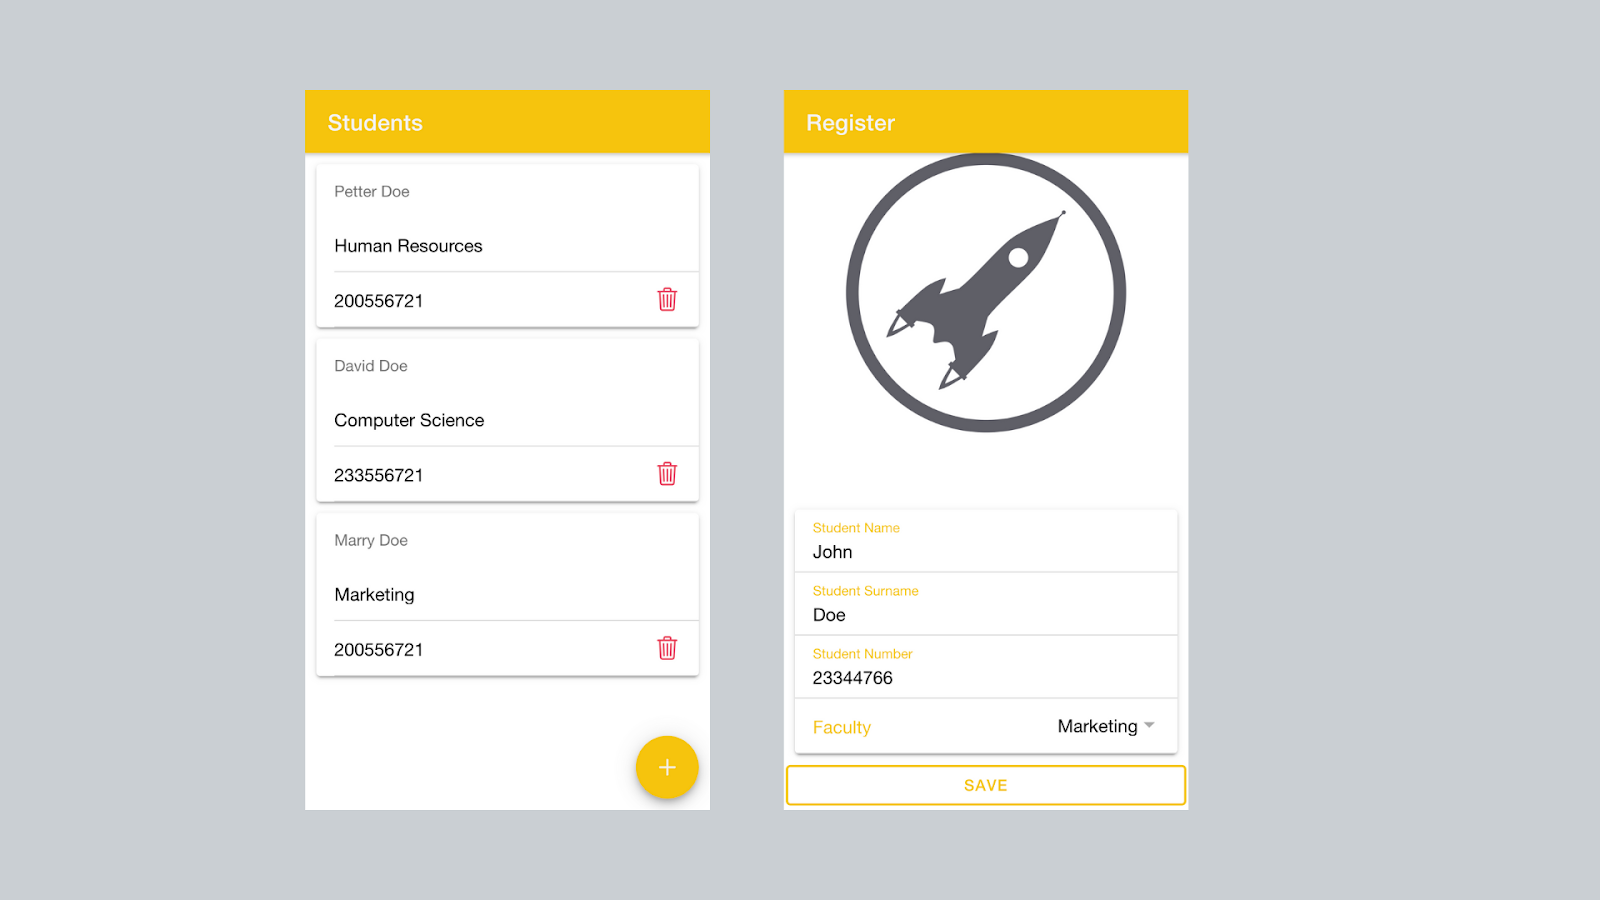 Students
Petter Doe
Human Resources
200556721
David Doe
Computer Science
233556721
Marry Doe
Marketing
200556721
+
Register
Student Name
John
Student Surname
Doe
Student Number
23344766
Faculty Marketing
SAVE